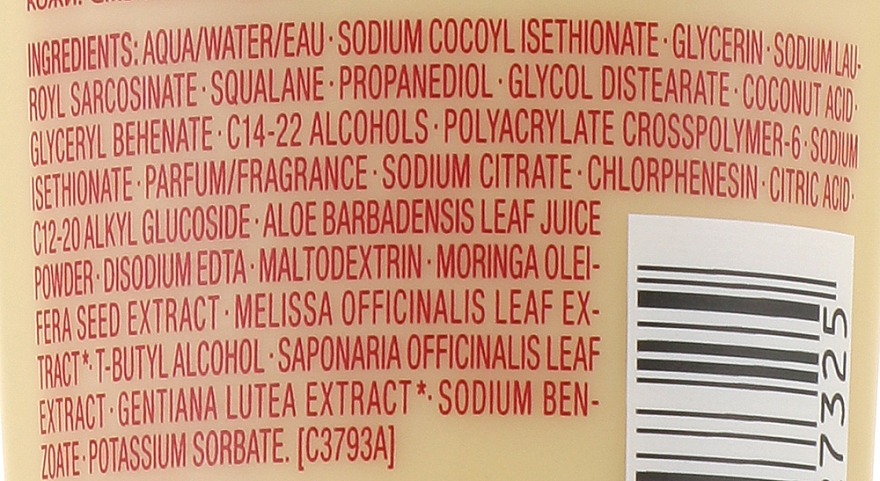 INGREDIENTS: AQUA/WATER/EAU · SODIUM COCOYL ISETHIONATE · GLYCERIN · SODIUM LAU-
ROYL SARCOSINATE · SQUALANE · PROPANEDIOL · GLYCOL DISTEARATE · COCONUT ACID ·
GLYCERYL BEHENATE · C14-22 ALCOHOLS · POLYACRYLATE CROSSPOLYMER-6 · SODIUM
ISETHIONATE · PARFUM/FRAGRANCE · SODIUM CITRATE · CHLORPHENESIN · CITRIC ACID ·
C12-20 ALKYL GLUCOSIDE · ALOE BARBADENSIS LEAF JUICE
POWDER · DISODIUM EDTA · MALTODEXTRIN · MORINGA OLEI-
FERA SEED EXTRACT · MELISSA OFFICINALIS LEAF EX-
TRACT* · T-BUTYL ALCOHOL · SAPONARIA OFFICINALIS LEAF
EXTRACT · GENTIANA LUTEA EXTRACT* · SODIUM BEN-
ZOATE · POTASSIUM SORBATE. [C3793A]
7325